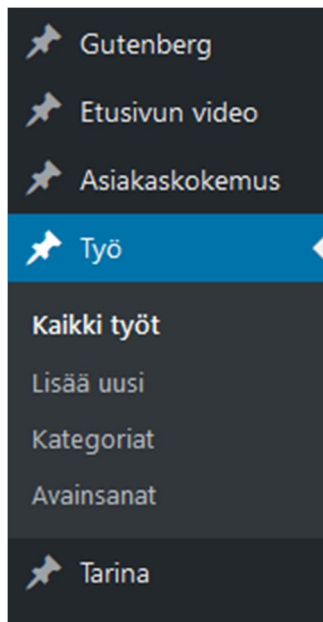 Gutenberg
Etusivun video
Asiakaskokemus
Työ
Kaikki työt
Lisää uusi
Kategoriat
Avainsanat
Tarina